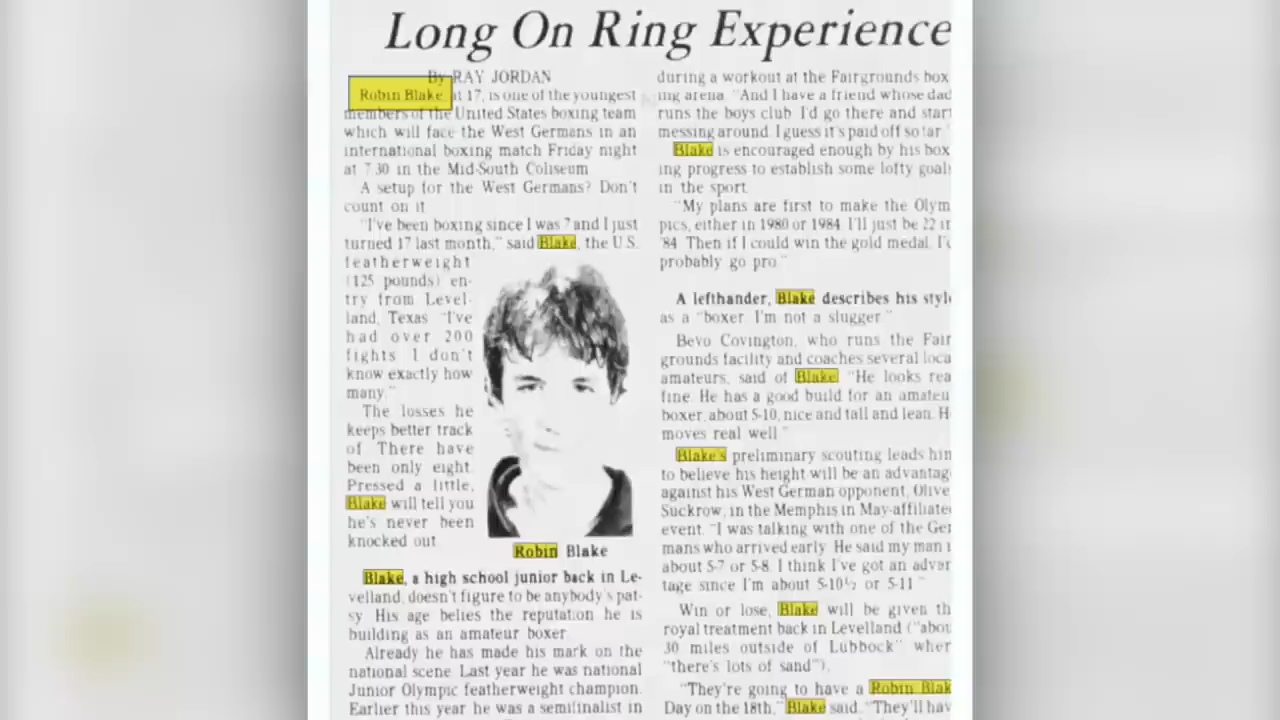 Long On Ring Experience
By RAY JORDAN
Robin Blake, at 17, is one of the youngest
members of the United States boxing team
which will face the West Germans in an
international boxing match Friday night
at 7:30 in the Mid-South Coliseum
A setup for the West Germans? Don't
count on it
"I've been boxing since I was 7 and I just
turned 17 last month," said Blake, the U.S.
featherweight
(125 pounds) en-
try from Level-
land, Texas "I've
had over 200
fights I don't
know exactly how
many."
The losses he
keeps better track
of There have
been only eight.
Pressed a little,
Blake will tell you
he's never been
knocked out
Robin Blake
Blake, a high school junior back in Le-
velland, doesn't figure to be anybody's pat-
sy. His age belies the reputation he is
building as an amateur boxer
Already he has made his mark on the
national scene. Last year he was national
Junior Olympic featherweight champion.
Earlier this year he was a semifinalist in
during a workout at the Fairgrounds box
ing arena. "And I have a friend whose dad
runs the boys club I'd go there and start
messing around. I guess it's paid off so far."
Blake is encouraged enough by his box
ing progress to establish some lofty goals
in the sport
"My plans are first to make the Olym
pics, either in 1980 or 1984. I'll just be 22 in
'84. Then if I could win the gold medal, I'd
probably go pro."
A lefthander, Blake describes his style
as a "boxer. I'm not a slugger."
Bevo Covington, who runs the Fair
grounds facility and coaches several loca
amateurs, said of Blake "He looks rea
fine. He has a good build for an amateu
boxer, about 5-10, nice and tall and lean. H
moves real well."
Blake's preliminary scouting leads him
to believe his height will be an advantag
against his West German opponent, Olive
Suckrow, in the Memphis in May-affiliated
event. "I was talking with one of the Ger
mans who arrived early. He said my man i
about 5-7 or 5-8. I think I've got an advan
tage since I'm about 5-10½ or 5-11."
Win or lose, Blake will be given th
royal treatment back in Levelland ("abou
30 miles outside of Lubbock" wher
"there's lots of sand").
"They're going to have a Robin Blak
Day on the 18th," Blake said. "They'll hav